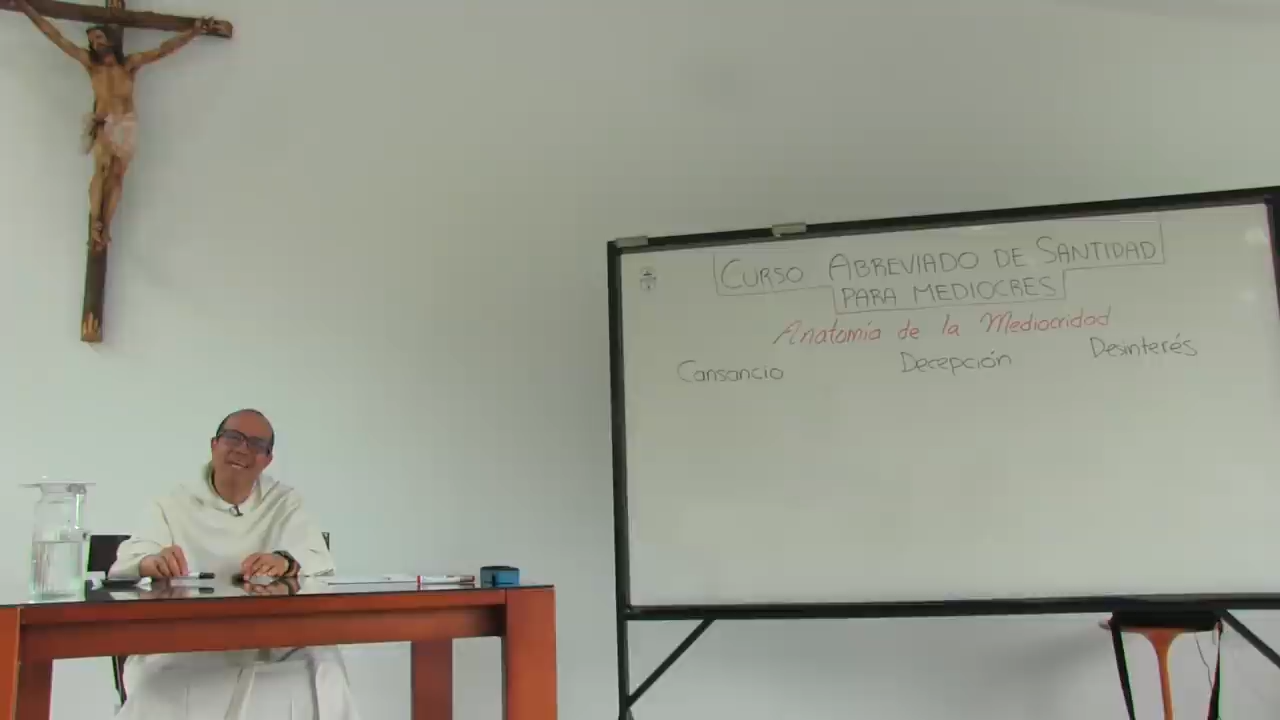 CURSO ABREVIADO DE SANTIDAD
PARA MEDIOCRES
Anatomía de la Mediocridad
Cansancio Decepción Desinterés